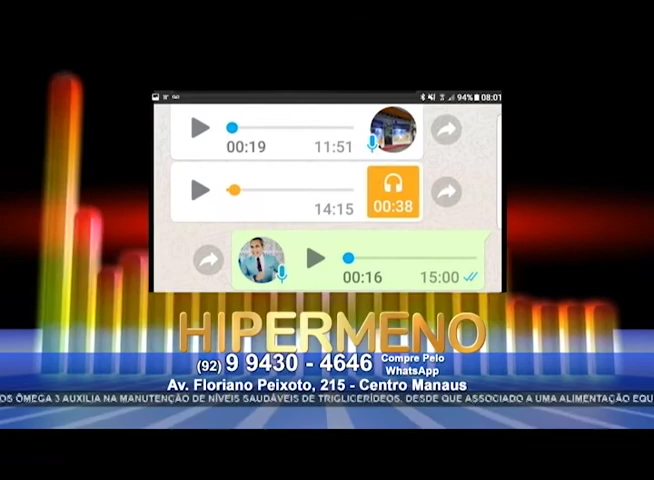 94% 08:01
00:19 11:51
14:15 00:38
00:16 15:00
HIPERMENO
(92) 9 9430 - 4646 Compre Pelo WhatsApp
Av. Floriano Peixoto, 215 - Centro Manaus
OS ÔMEGA 3 AUXILIA NA MANUTENÇÃO DE NÍVEIS SAUDÁVEIS DE TRIGLICERÍDEOS. DESDE QUE ASSOCIADO A UMA ALIMENTAÇÃO EQU